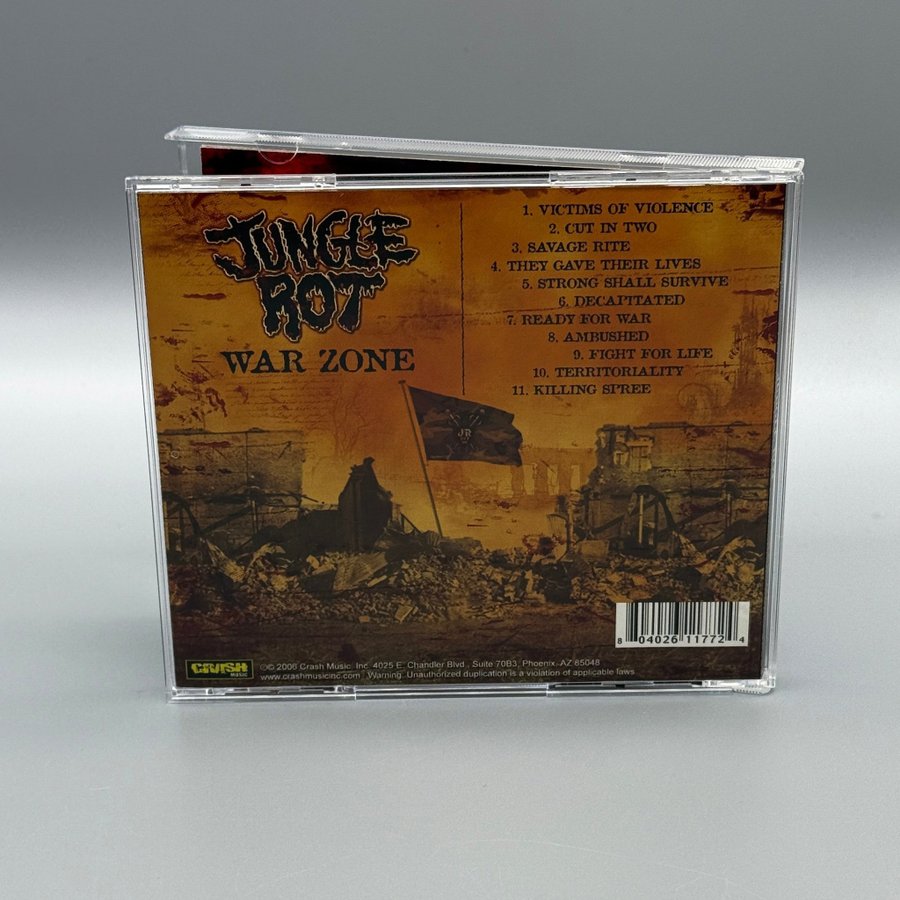 JUNGLE
ROT
WAR ZONE
1. VICTIMS OF VIOLENCE
2. CUT IN TWO
3. SAVAGE RITE
4. THEY GAVE THEIR LIVES
5. STRONG SHALL SURVIVE
6. DECAPITATED
7. READY FOR WAR
8. AMBUSHED
9. FIGHT FOR LIFE
10. TERRITORIALITY
11. KILLING SPREE
JR
8 04026 11772 4
CRASH
MUSIC
℗© 2006 Crash Music, Inc. 4025 E. Chandler Blvd., Suite 70B3, Phoenix, AZ 85048
www.crashmusicinc.com | Warning: Unauthorized duplication is a violation of applicable laws